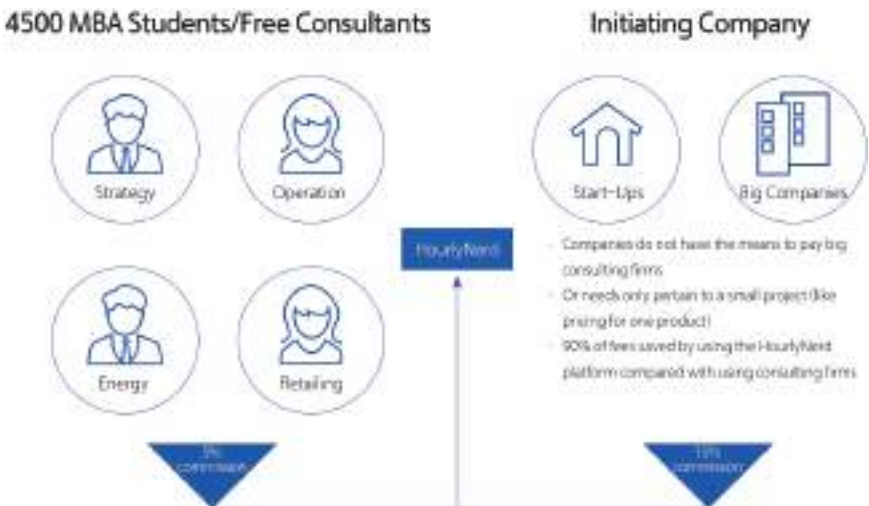 4500 MBA Students/Free Consultants
Initiating Company
Strategy
Operation
Start-Ups
Big Companies
HourlyNerd
Energy
Retailing
Companies do not have the means to pay big
consulting firms
Or needs only pertain to a small project (like
pricing for one product)
90% of fees saved by using the HourlyNerd
platform compared with using consulting firms
commission
commission